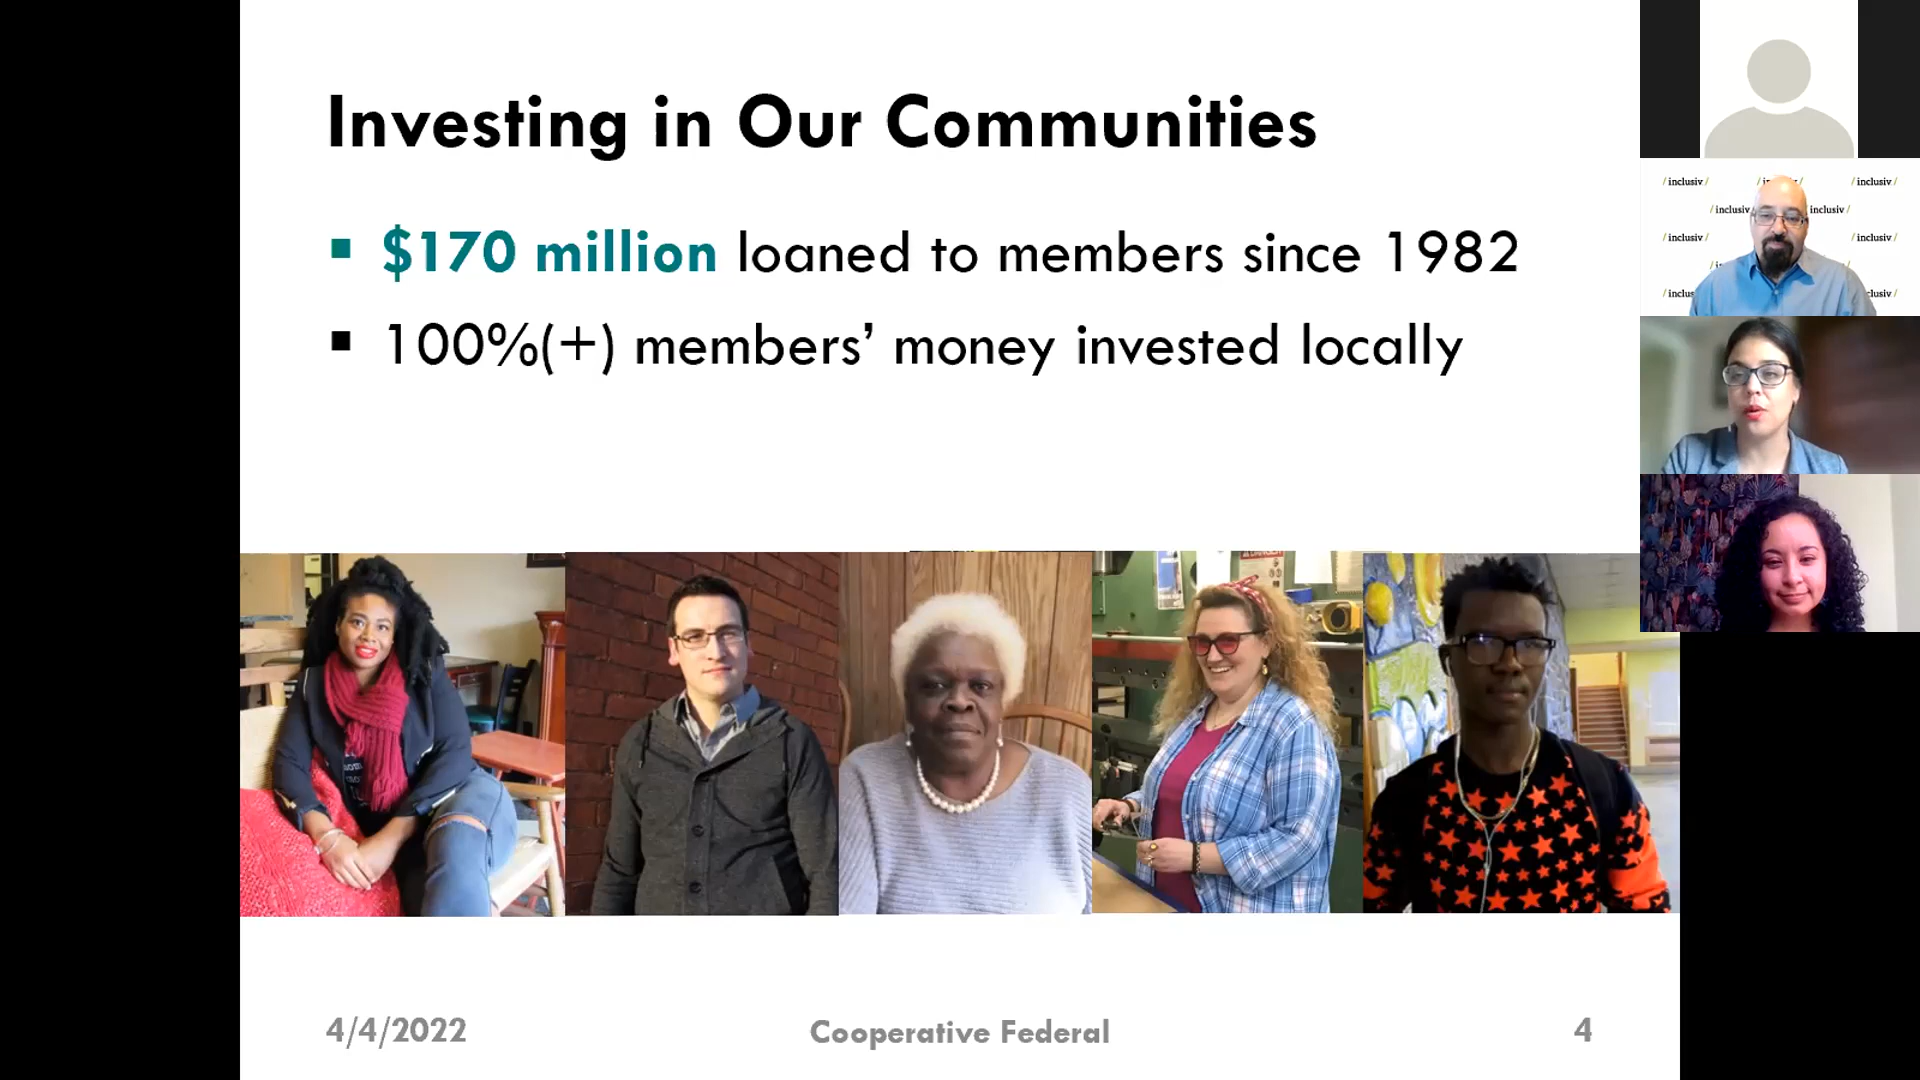 Investing in Our Communities
▪ $170 million loaned to members since 1982
▪ 100%(+) members’ money invested locally
4/4/2022
Cooperative Federal
4
/ inclusiv /
/ inclusiv /
/ inclusiv
inclusiv /
/ inclusiv /
/ inclusiv /